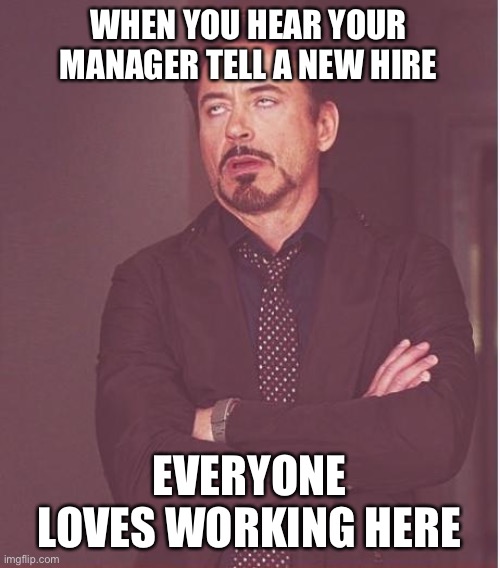 WHEN YOU HEAR YOUR
MANAGER TELL A NEW HIRE
EVERYONE
LOVES WORKING HERE
imgflip.com